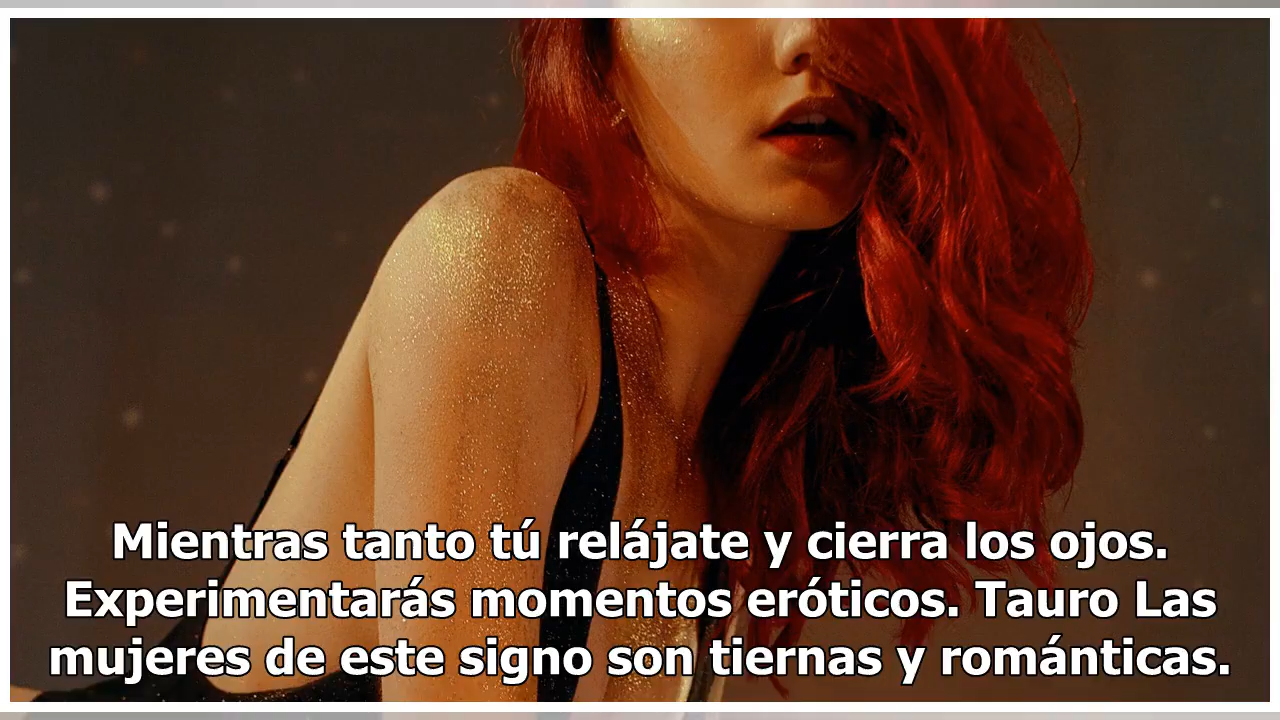 Mientras tanto tú relájate y cierra los ojos.
Experimentarás momentos eróticos. Tauro Las
mujeres de este signo son tiernas y románticas.